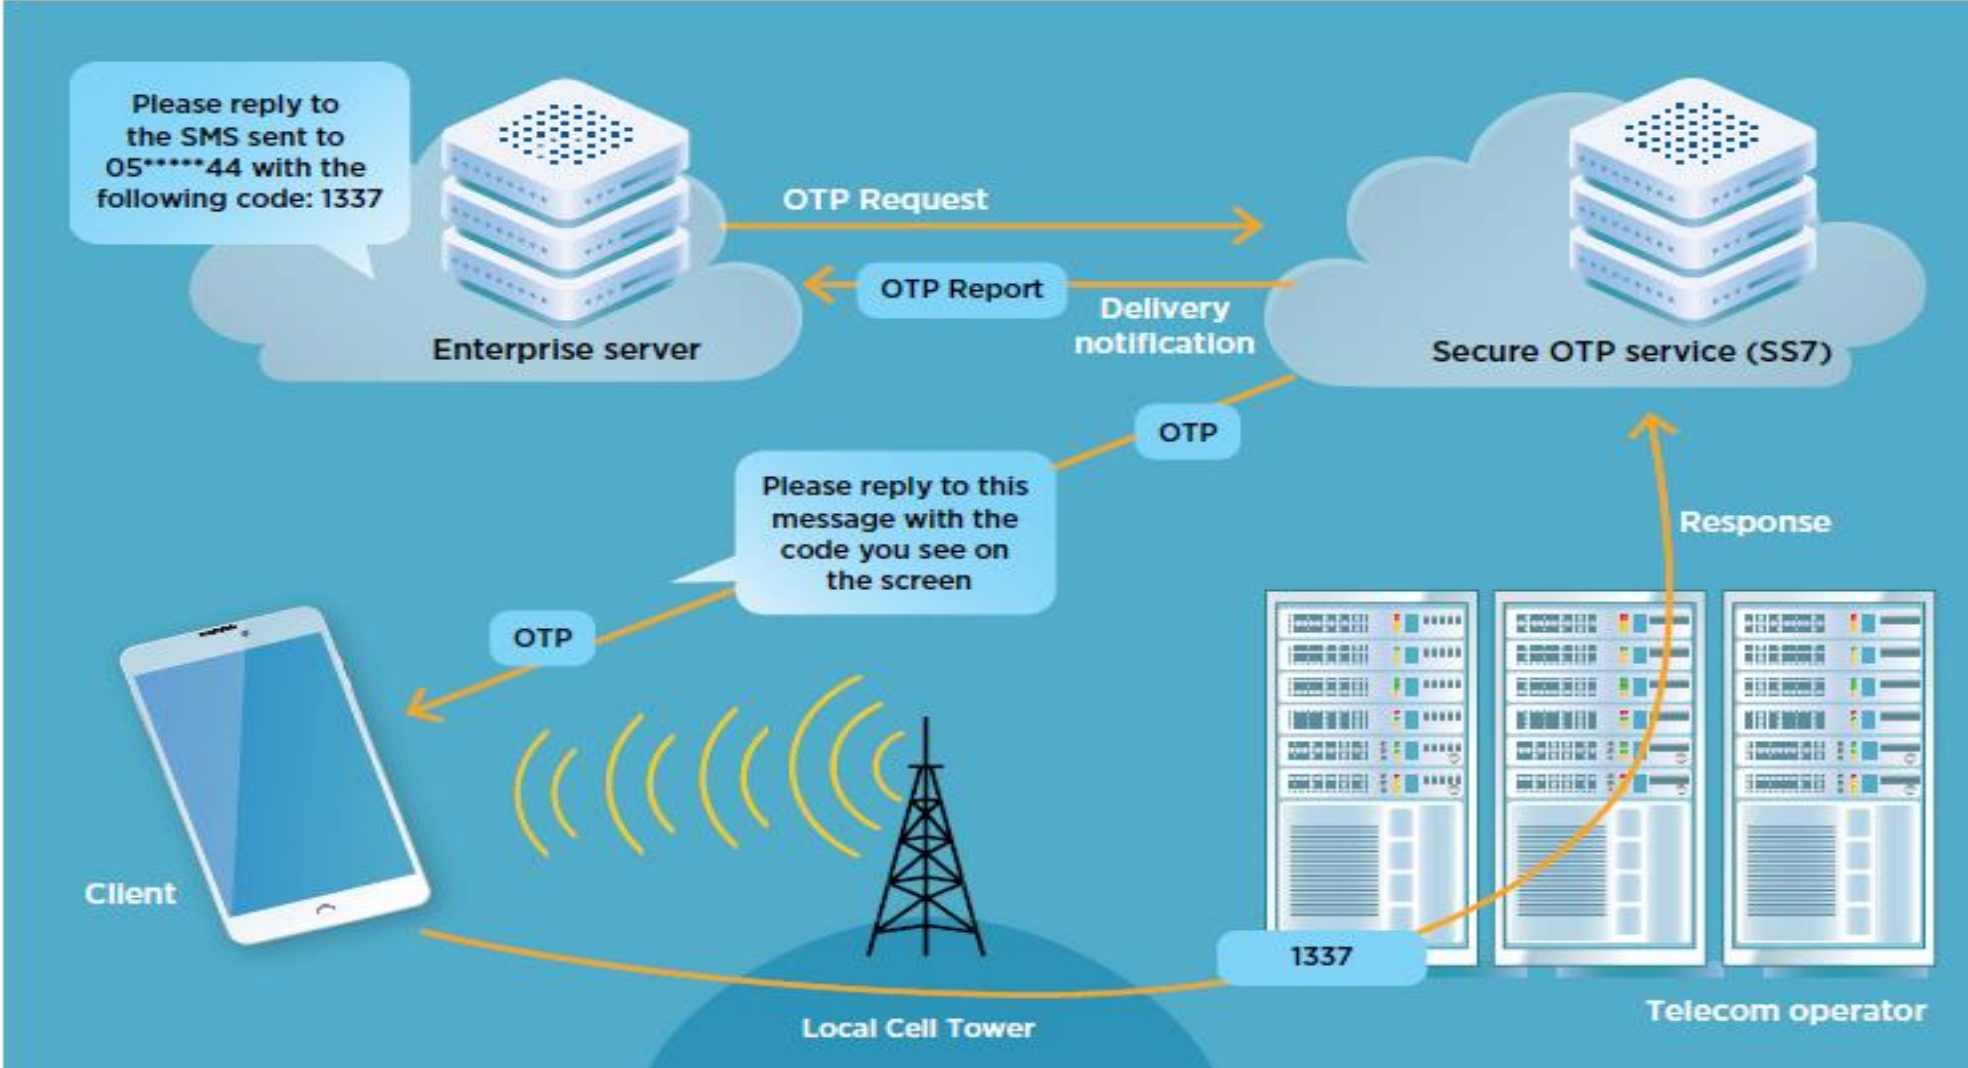 Please reply to
the SMS sent to
05*****44 with the
following code: 1337
Enterprise server
OTP Request
OTP Report
Delivery
notification
Secure OTP service (SS7)
OTP
Please reply to this
message with the
code you see on
the screen
OTP
Response
Client
1337
Local Cell Tower
Telecom operator